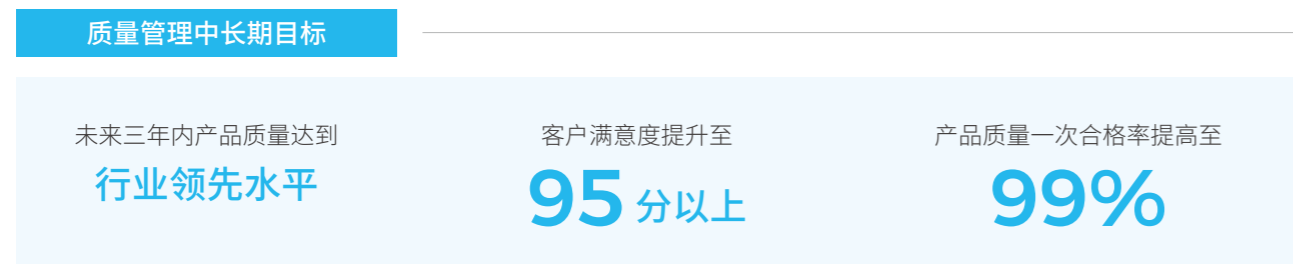 质量管理中长期目标
未来三年内产品质量达到
行业领先水平
客户满意度提升至
95 分以上
产品质量一次合格率提高至
99%